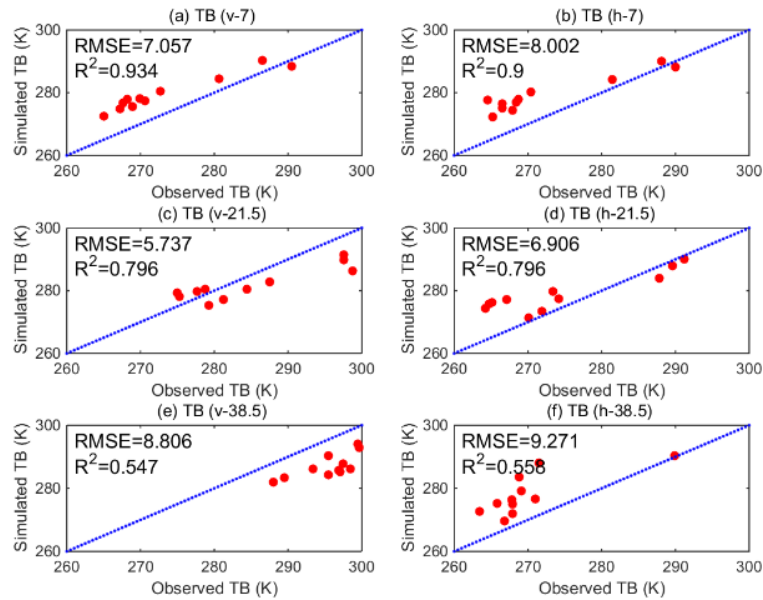 (a) TB (v-7)
RMSE=7.057
R²=0.934
300
280
260
260 270 280 290 300
Simulated TB (K)
Observed TB (K)
(b) TB (h-7)
RMSE=8.002
R²=0.9
300
280
260
260 270 280 290 300
Simulated TB (K)
Observed TB (K)
(c) TB (v-21.5)
RMSE=5.737
R²=0.796
300
280
260
260 270 280 290 300
Simulated TB (K)
Observed TB (K)
(d) TB (h-21.5)
RMSE=6.906
R²=0.796
300
280
260
260 270 280 290 300
Simulated TB (K)
Observed TB (K)
(e) TB (v-38.5)
RMSE=8.806
R²=0.547
300
280
260
260 270 280 290 300
Simulated TB (K)
Observed TB (K)
(f) TB (h-38.5)
RMSE=9.271
R²=0.558
300
280
260
260 270 280 290 300
Simulated TB (K)
Observed TB (K)